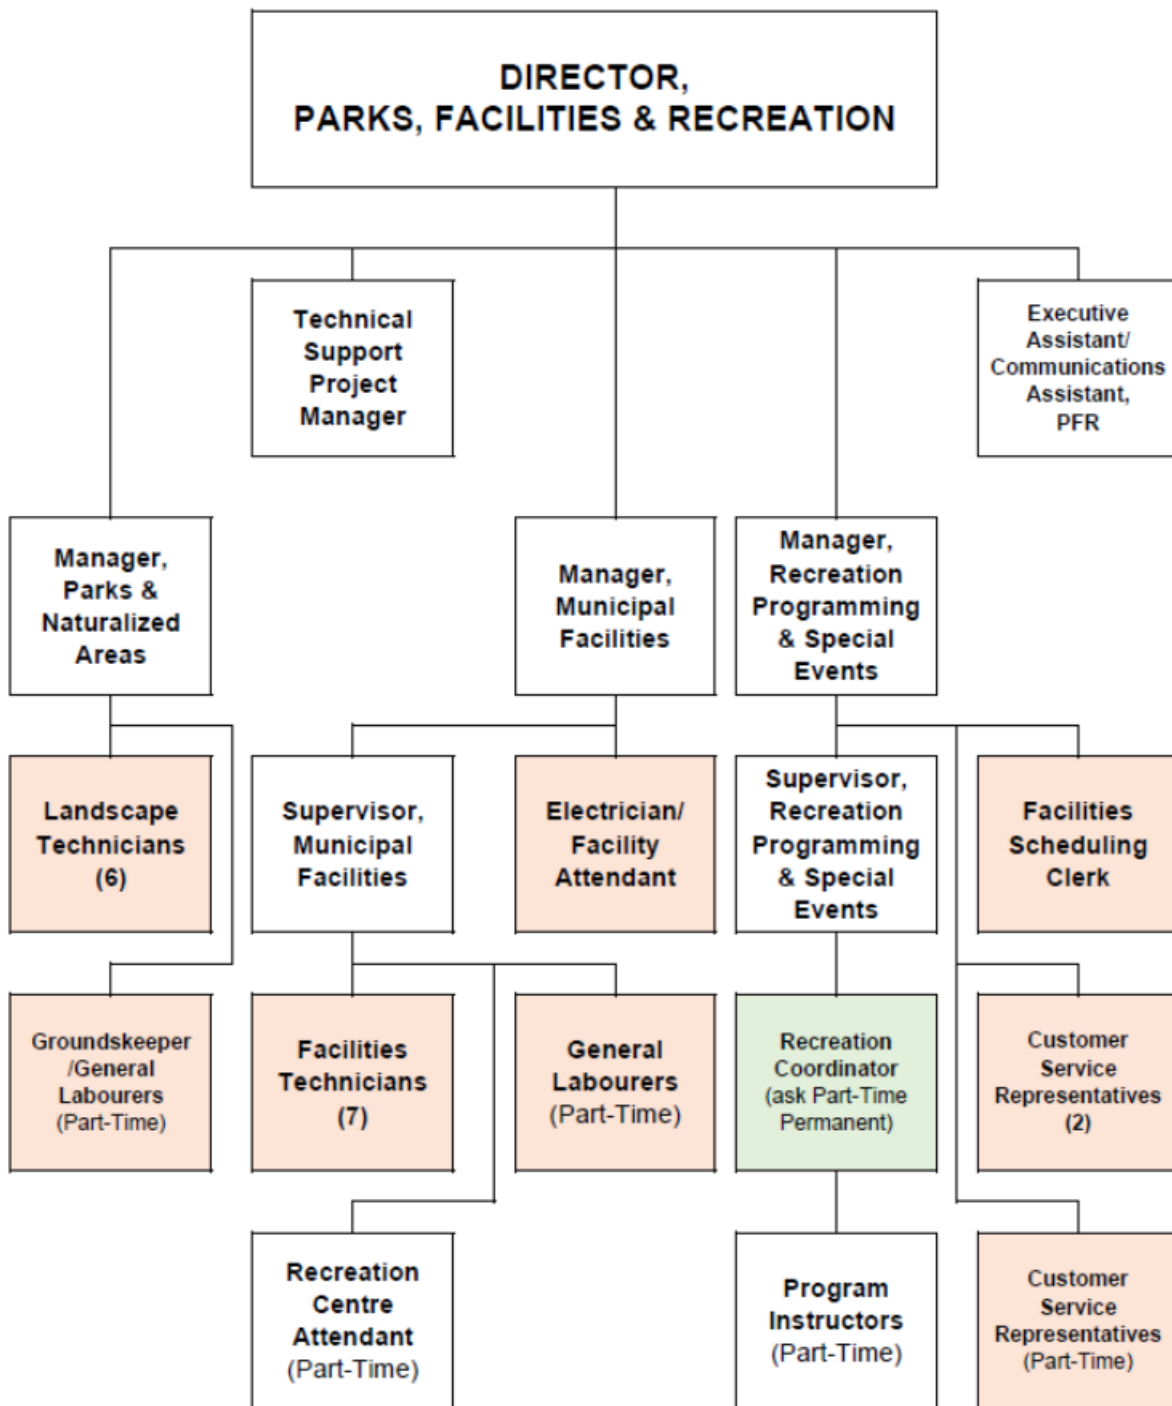 DIRECTOR,
PARKS, FACILITIES & RECREATION
Technical
Support
Project
Manager
Executive
Assistant/
Communications
Assistant,
PFR
Manager,
Parks &
Naturalized
Areas
Manager,
Municipal
Facilities
Manager,
Recreation
Programming
& Special
Events
Landscape
Technicians
(6)
Supervisor,
Municipal
Facilities
Electrician/
Facility
Attendant
Supervisor,
Recreation
Programming
& Special
Events
Facilities
Scheduling
Clerk
Groundskeeper
/General
Labourers
(Part-Time)
Facilities
Technicians
(7)
General
Labourers
(Part-Time)
Recreation
Coordinator
(ask Part-Time
Permanent)
Customer
Service
Representatives
(2)
Recreation
Centre
Attendant
(Part-Time)
Program
Instructors
(Part-Time)
Customer
Service
Representatives
(Part-Time)